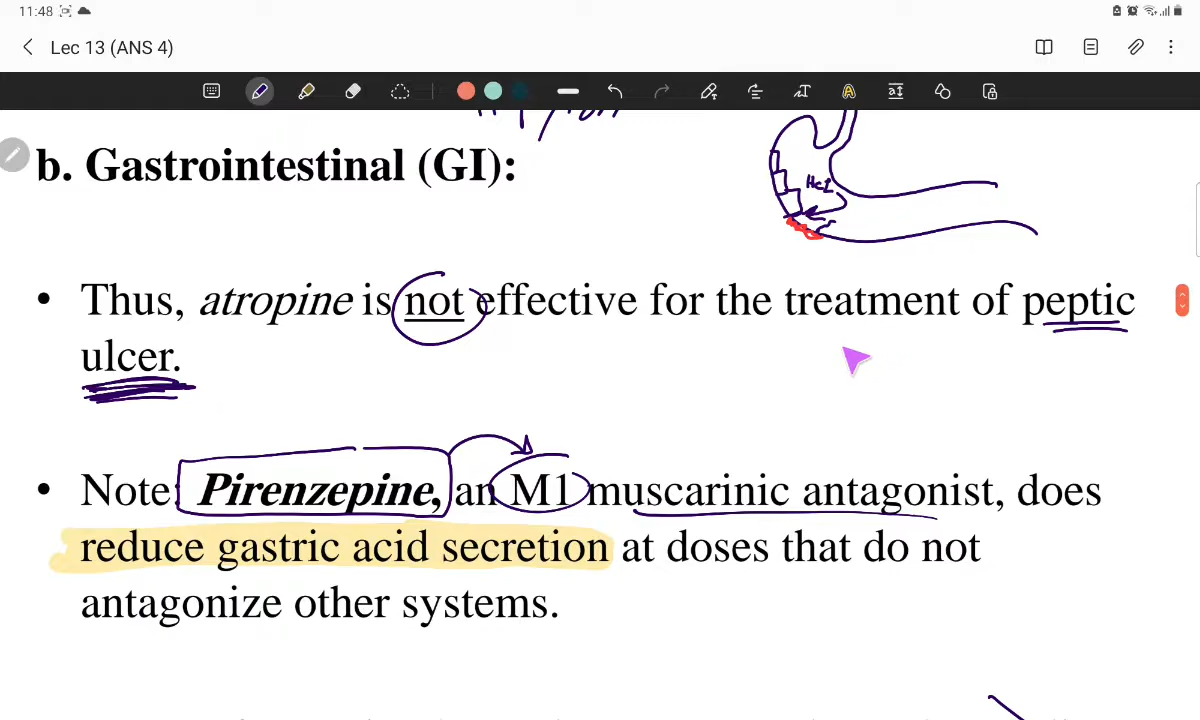 11:48
Lec 13 (ANS 4)
b. Gastrointestinal (GI):
HCL
• Thus, atropine is not effective for the treatment of peptic
ulcer.
• Note: Pirenzepine, an M1 muscarinic antagonist, does
reduce gastric acid secretion at doses that do not
antagonize other systems.